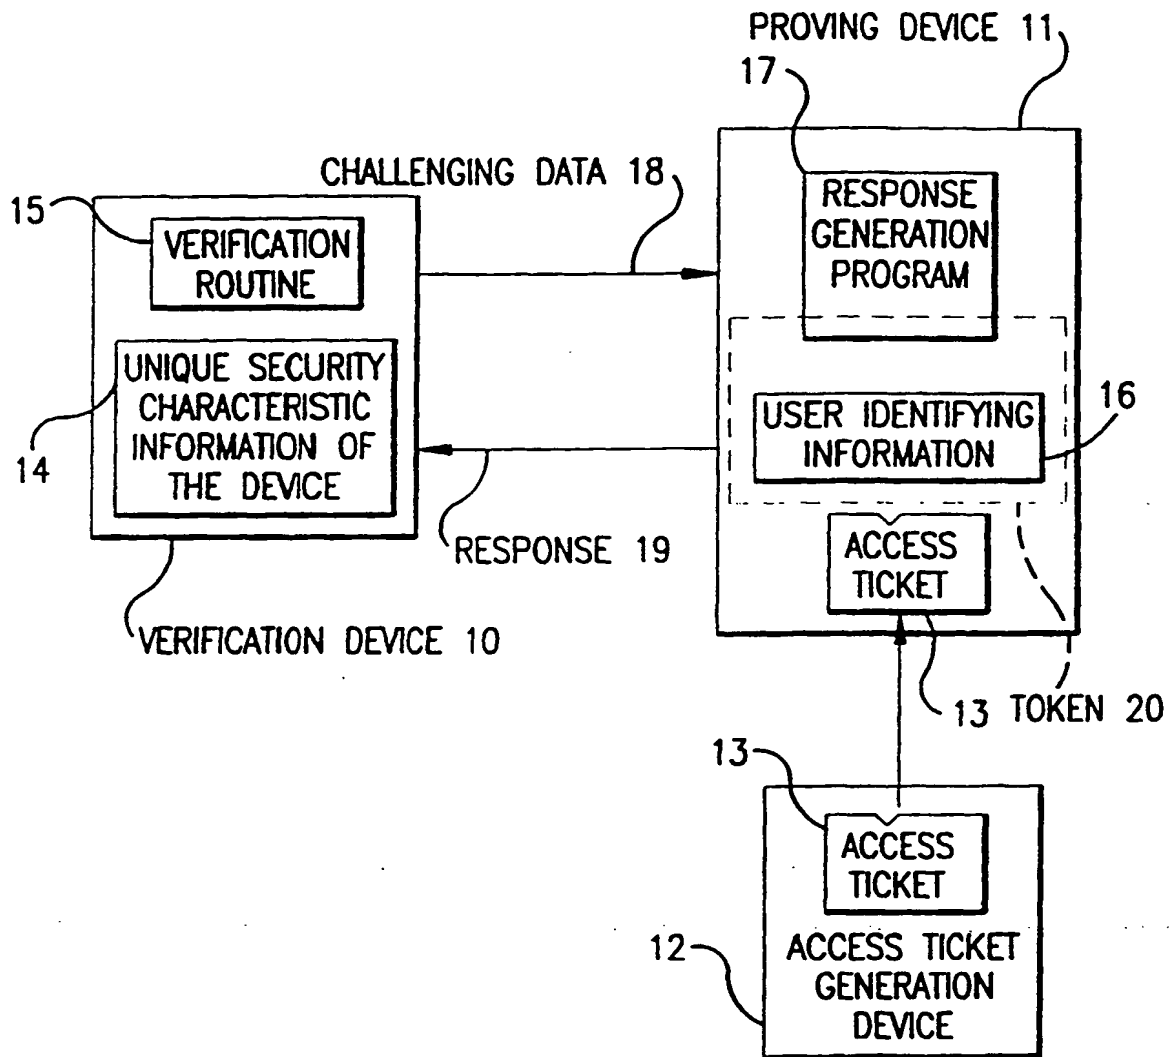 PROVING DEVICE 11
17
CHALLENGING DATA 18
15
VERIFICATION
ROUTINE
RESPONSE
GENERATION
PROGRAM
UNIQUE SECURITY
CHARACTERISTIC
INFORMATION OF
THE DEVICE
14
USER IDENTIFYING
INFORMATION
16
RESPONSE 19
ACCESS
TICKET
VERIFICATION DEVICE 10
13
TOKEN 20
13
ACCESS
TICKET
12
ACCESS TICKET
GENERATION
DEVICE